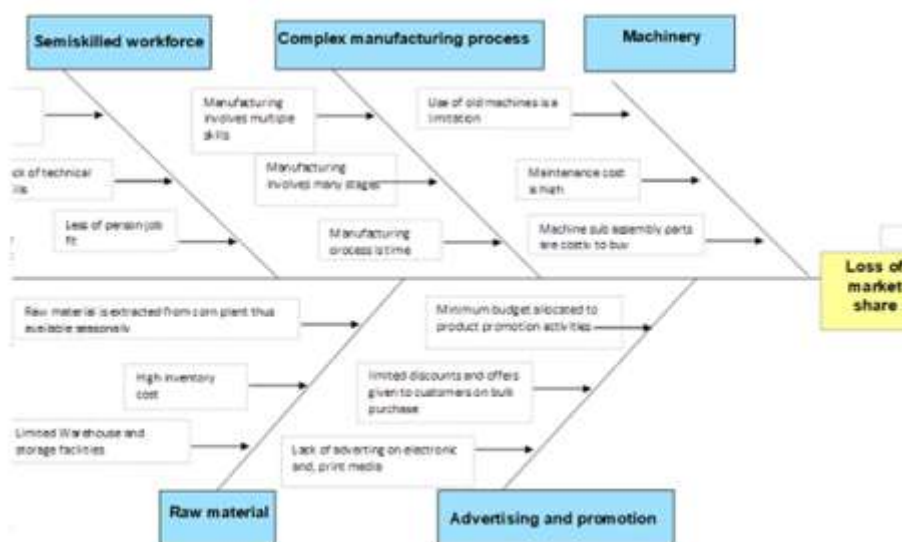 Semiskilled workforce
Complex manufacturing process
Machinery
Manufacturing
involves multiple
skills
Use of old machines is a
limitation
ck of technical
ills
Manufacturing
involves many stages
Maintenance cost
is high
Less of person job
fit
Manufacturing
process is time
Machine sub assembly parts
are costly to buy
Loss of
market
share
Raw material is extracted from corn plant thus
available seasonally
Minimum budget allocated to
product promotion activities
High inventory
cost
limited discounts and offers
given to customers on bulk
purchase
Limited Warehouse and
storage facilities
Lack of adverting on electronic
and, print media
Raw material
Advertising and promotion